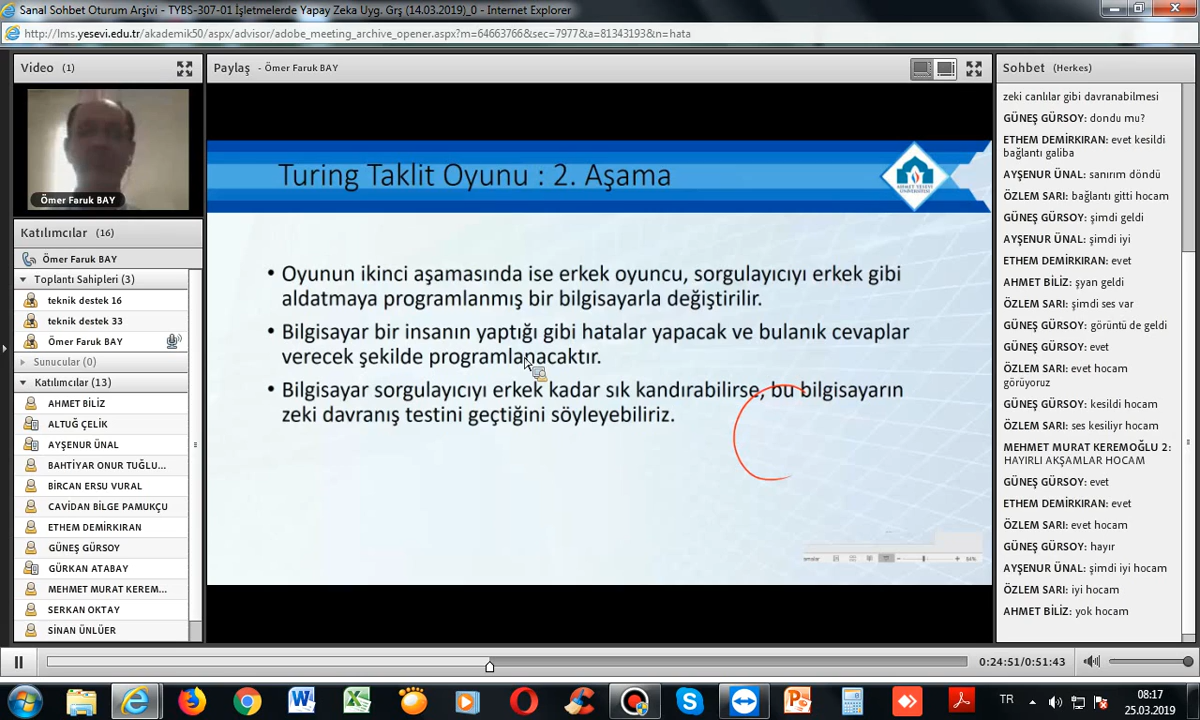 Sanal Sohbet Oturum Arşivi - TYBS-307-01 İşletmelerde Yapay Zeka Uyg. Grş (14.03.2019)_0 - Internet Explorer
http://lms.yesevi.edu.tr/akademik50/aspx/advisor/adobe_meeting_archive_opener.aspx?m=64663766&sec=7977&a=81343193&n=hata
Video (1)
Ömer Faruk BAY
Katılımcılar (16)
Ömer Faruk BAY
Toplantı Sahipleri (3)
teknik destek 16
teknik destek 33
Ömer Faruk BAY
Sunucular (0)
Katılımcılar (13)
AHMET BİLİZ
ALTUĞ ÇELİK
AYŞENUR ÜNAL
BAHTİYAR ONUR TUĞLU...
BİRCAN ERSU VURAL
CAVİDAN BİLGE PAMUKÇU
ETHEM DEMİRKIRAN
GÜNEŞ GÜRSOY
GÜRKAN ATABAY
MEHMET MURAT KEREM...
SERKAN OKTAY
SİNAN ÜNLÜER
Paylaş - Ömer Faruk BAY
Turing Taklit Oyunu : 2. Aşama
AHMET YESEVİ
ÜNİVERSİTESİ
• Oyunun ikinci aşamasında ise erkek oyuncu, sorgulayıcıyı erkek gibi
aldatmaya programlanmış bir bilgisayarla değiştirilir.
• Bilgisayar bir insanın yaptığı gibi hatalar yapacak ve bulanık cevaplar
verecek şekilde programlanacaktır.
• Bilgisayar sorgulayıcıyı erkek kadar sık kandırabilirse, bu bilgisayarın
zeki davranış testini geçtiğini söyleyebiliriz.
Sohbet (Herkes)
zeki canlılar gibi davranabilmesi
GÜNEŞ GÜRSOY: dondu mu?
ETHEM DEMİRKIRAN: evet kesildi
bağlantı galiba
AYŞENUR ÜNAL: sanırım döndü
ÖZLEM SARI: bağlantı gitti hocam
GÜNEŞ GÜRSOY: şimdi geldi
AYŞENUR ÜNAL: şimdi iyi
ETHEM DEMİRKIRAN: evet
AHMET BİLİZ: şyan geldi
ÖZLEM SARI: şimdi ses var
GÜNEŞ GÜRSOY: görüntü de geldi
GÜNEŞ GÜRSOY: evet
ÖZLEM SARI: evet hocam
görüyoruz
GÜNEŞ GÜRSOY: kesildi hocam
ÖZLEM SARI: ses kesiliyr hocam
MEHMET MURAT KEREMOĞLU 2:
HAYIRLI AKŞAMLAR HOCAM
GÜNEŞ GÜRSOY: evet
ETHEM DEMİRKIRAN: evet
ÖZLEM SARI: evet hocam
GÜNEŞ GÜRSOY: hayır
AYŞENUR ÜNAL: şimdi iyi hocam
ÖZLEM SARI: iyi hocam
AHMET BİLİZ: yok hocam
0:24:51/0:51:43
TR
08:17
25.03.2019